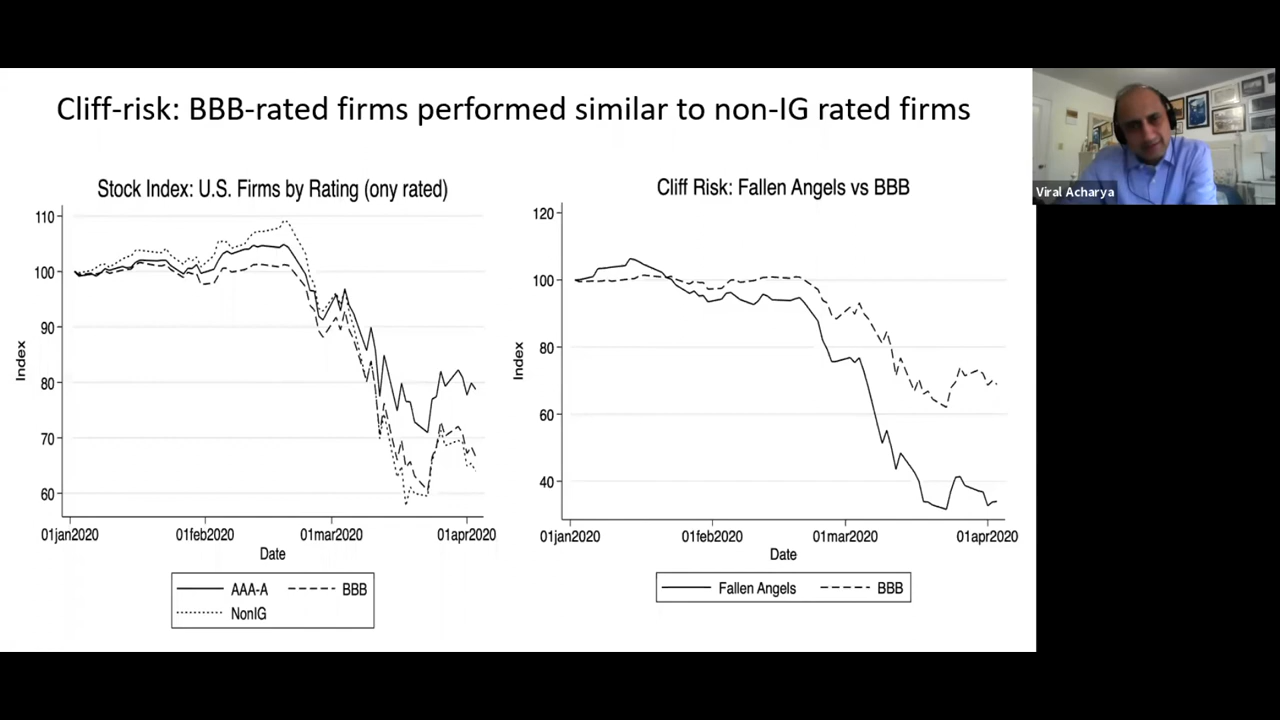 Cliff-risk: BBB-rated firms performed similar to non-IG rated firms
Viral Acharya
Stock Index: U.S. Firms by Rating (ony rated)
110
100
90
80
70
60
Index
01jan2020 01feb2020 01mar2020 01apr2020
Date
AAA-A BBB
NonIG
Cliff Risk: Fallen Angels vs BBB
120
100
80
60
40
Index
01jan2020 01feb2020 01mar2020 01apr2020
Date
Fallen Angels BBB